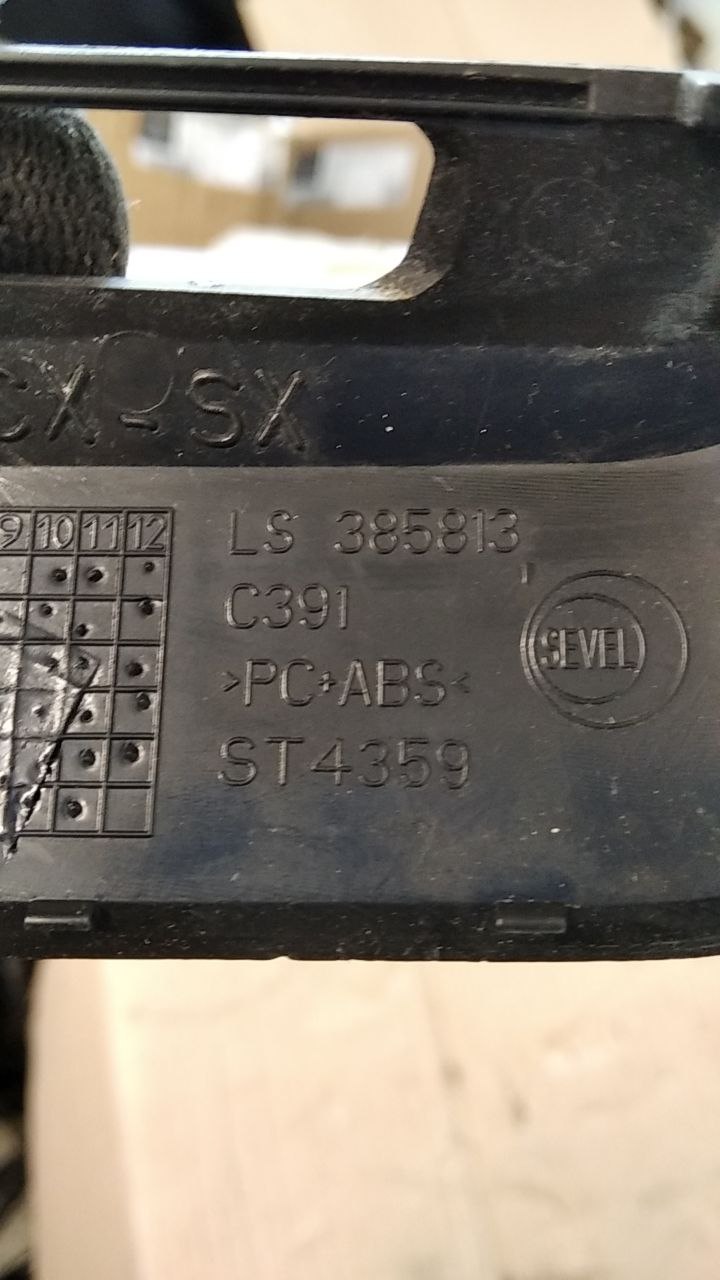 CX - SX
9 10 11 12
LS 385813
C391
>PC+ABS<
ST4359
SEVEL